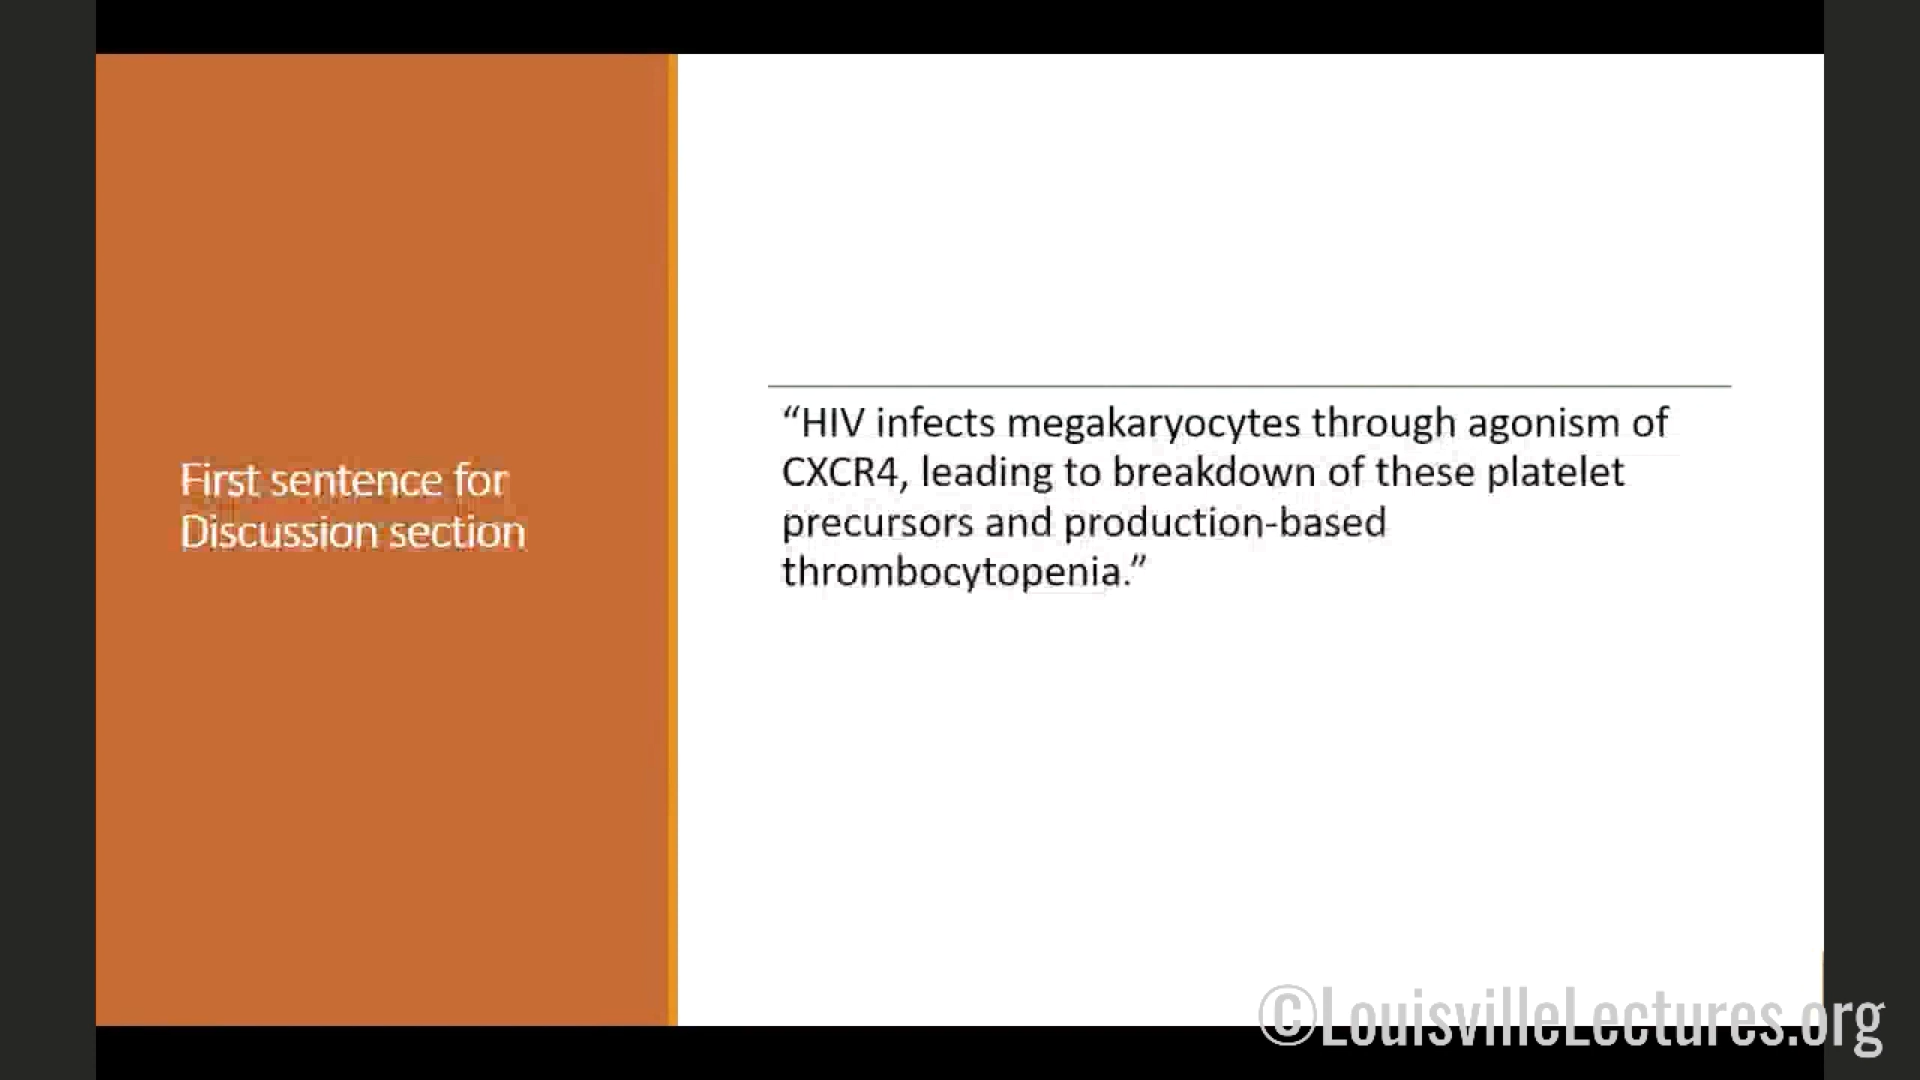 First sentence for
Discussion section
“HIV infects megakaryocytes through agonism of
CXCR4, leading to breakdown of these platelet
precursors and production-based
thrombocytopenia.”
©LouisvilleLectures.org